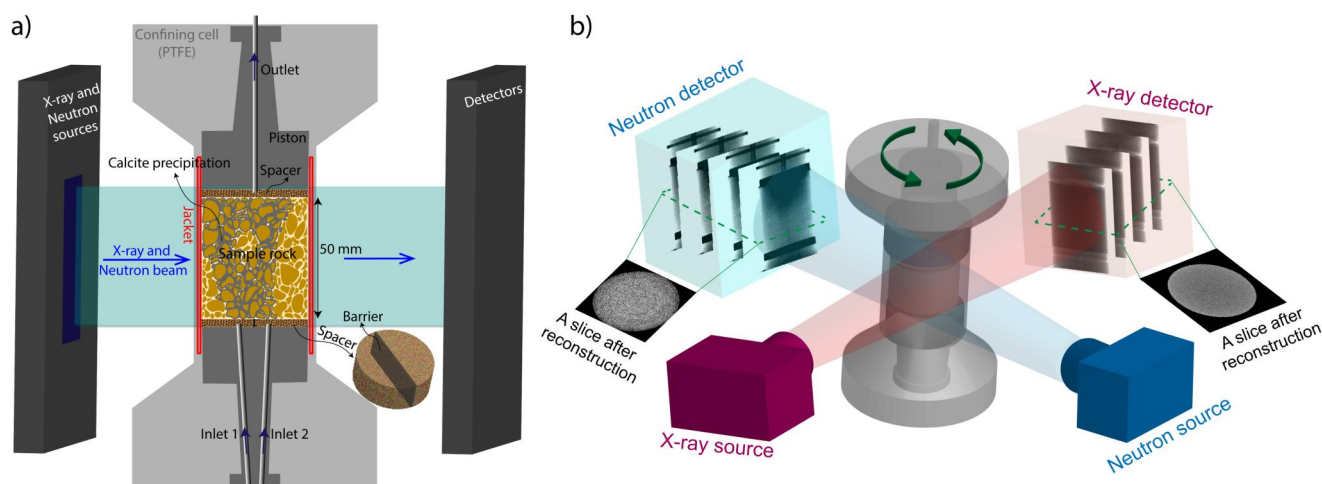 a)
Confining cell
(PTFE)
Outlet
X-ray and
Neutron
sources
Detectors
Piston
Calcite precipitation
Spacer
Jacket
X-ray and
Neutron beam
Sample rock
50 mm
Barrier
Spacer
Inlet 1
Inlet 2
b)
Neutron detector
X-ray detector
A slice after
reconstruction
A slice after
reconstruction
X-ray source
Neutron source